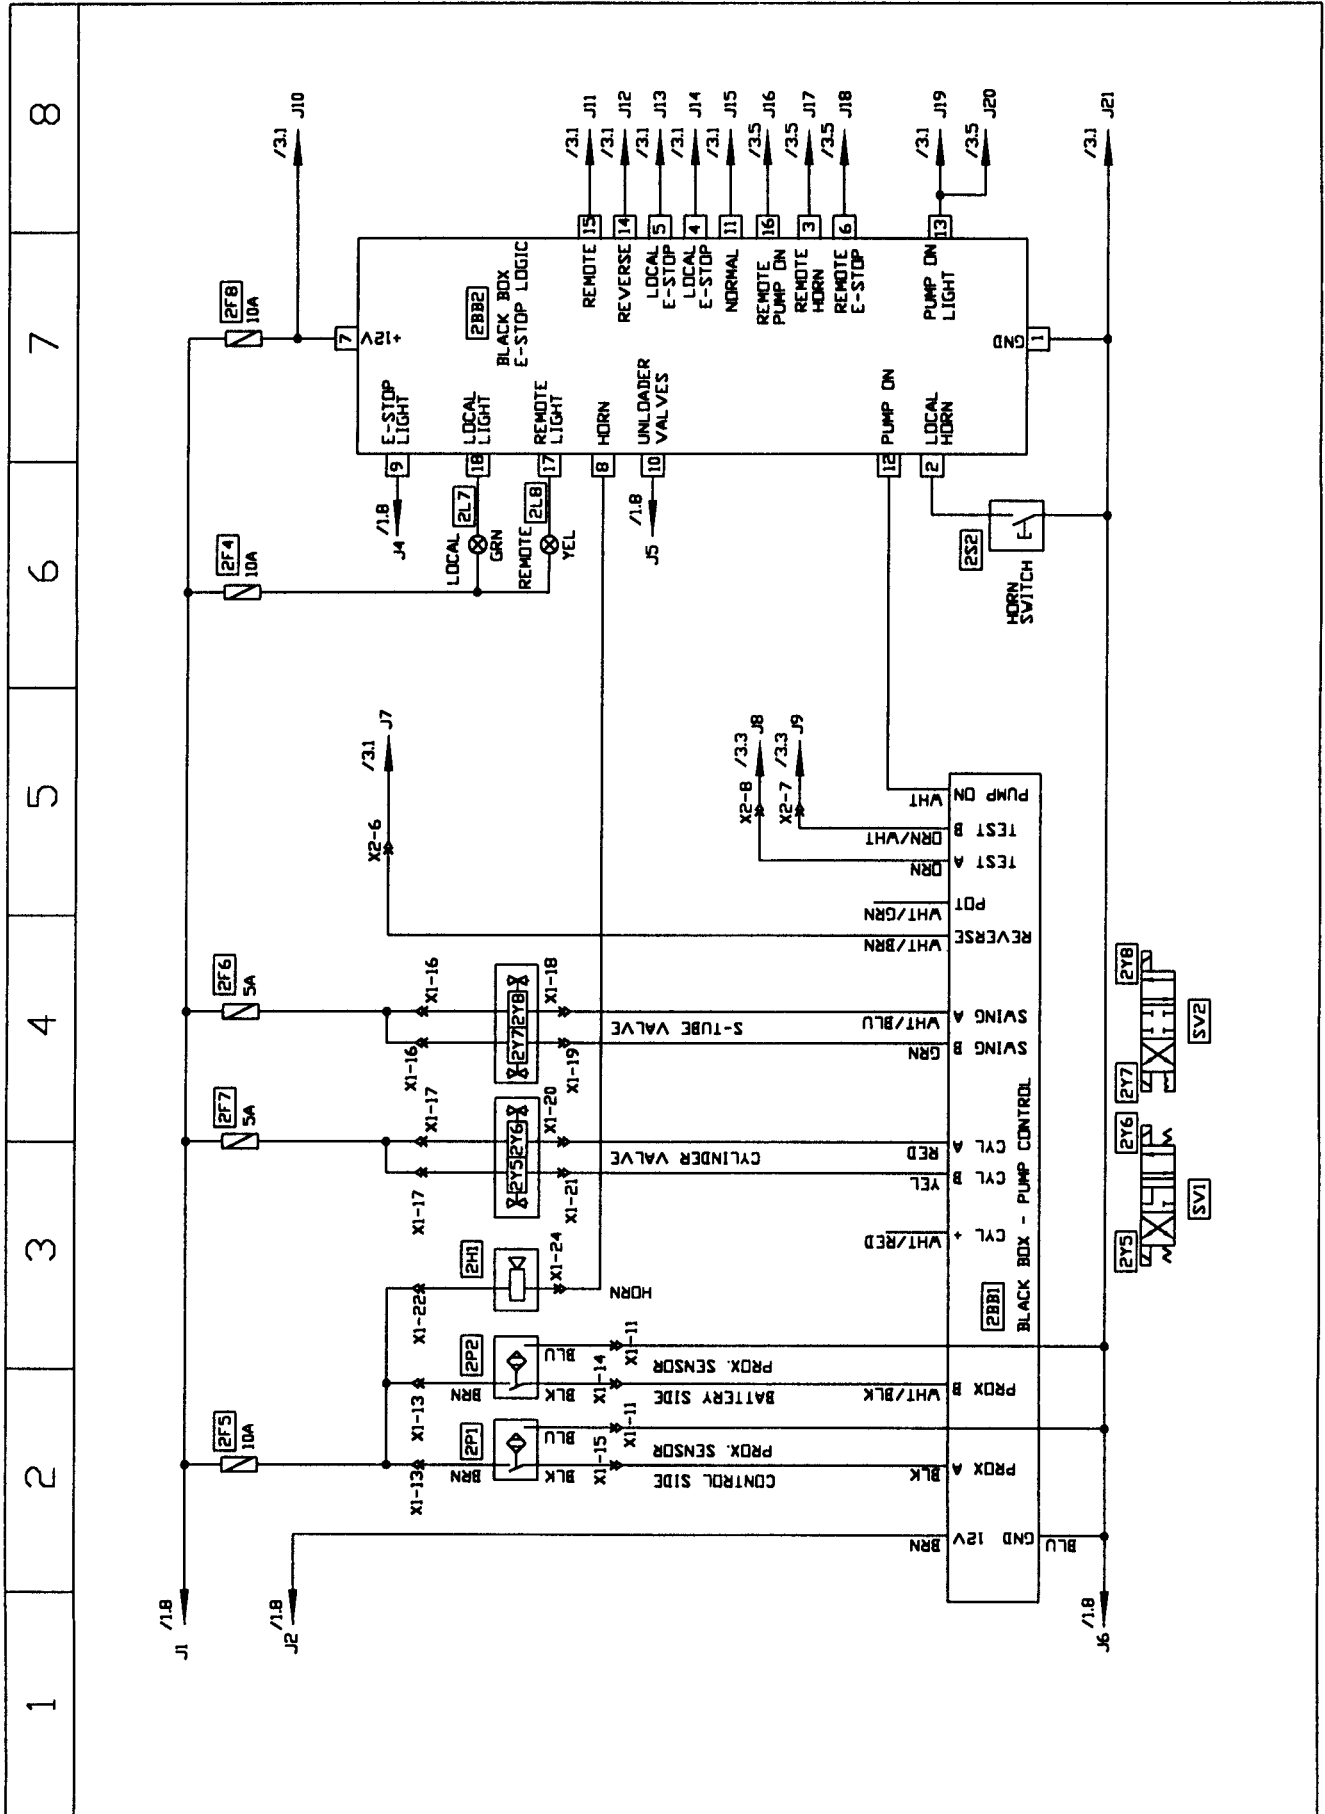 1
2
3
4
5
6
7
8
J1
/1.8
J2
/1.8
J6
/1.8
2F5
10A
X1-13
X1-13
BRN
BRN
2P1
2P2
BLK
BLU
BLK
BLU
X1-15
X1-11
X1-14
X1-11
CONTROL SIDE
PROX. SENSOR
BATTERY SIDE
PROX. SENSOR
X1-22
2H1
X1-24
HORN
2F7
5A
X1-17
X1-17
2Y5
2Y6
X1-21
X1-20
CYLINDER VALVE
2F6
5A
X1-16
X1-16
2Y7
2Y8
X1-19
X1-18
S-TUBE VALVE
X2-6
/3.1
J7
X2-8
/3.3
J8
X2-7
/3.3
J9
BRN
BLK
WHT/BLK
WHT/RED
YEL
RED
GRN
WHT/BLU
WHT/BRN
WHT/GRN
ORN
ORN/WHT
WHT
12V
GND
BLU
PROX A
PROX B
CYL +
CYL B
CYL A
SWING B
SWING A
REVERSE
POT
TEST A
TEST B
PUMP ON
2BB1
BLACK BOX - PUMP CONTROL
2Y5
2Y6
SV1
2Y7
2Y8
SV2
2F4
10A
2F8
10A
/3.1
J10
J4
/1.8
9
E-STOP
LIGHT
LOCAL
2L7
GRN
18
LOCAL
LIGHT
REMOTE
2L8
YEL
17
REMOTE
LIGHT
8
HORN
J5
/1.8
10
UNLOADER
VALVES
12
PUMP ON
2
LOCAL
HORN
HORN
SWITCH
2S2
7
+12V
2BB2
BLACK BOX
E-STOP LOGIC
GND
1
REMOTE
15
/3.1
J11
REVERSE
14
/3.1
J12
LOCAL
E-STOP
5
/3.1
J13
LOCAL
E-STOP
4
/3.1
J14
NORMAL
11
/3.1
J15
REMOTE
PUMP ON
16
/3.5
J16
REMOTE
HORN
3
/3.5
J17
REMOTE
E-STOP
6
/3.5
J18
PUMP ON
LIGHT
13
/3.1
J19
/3.5
J20
/3.1
J21